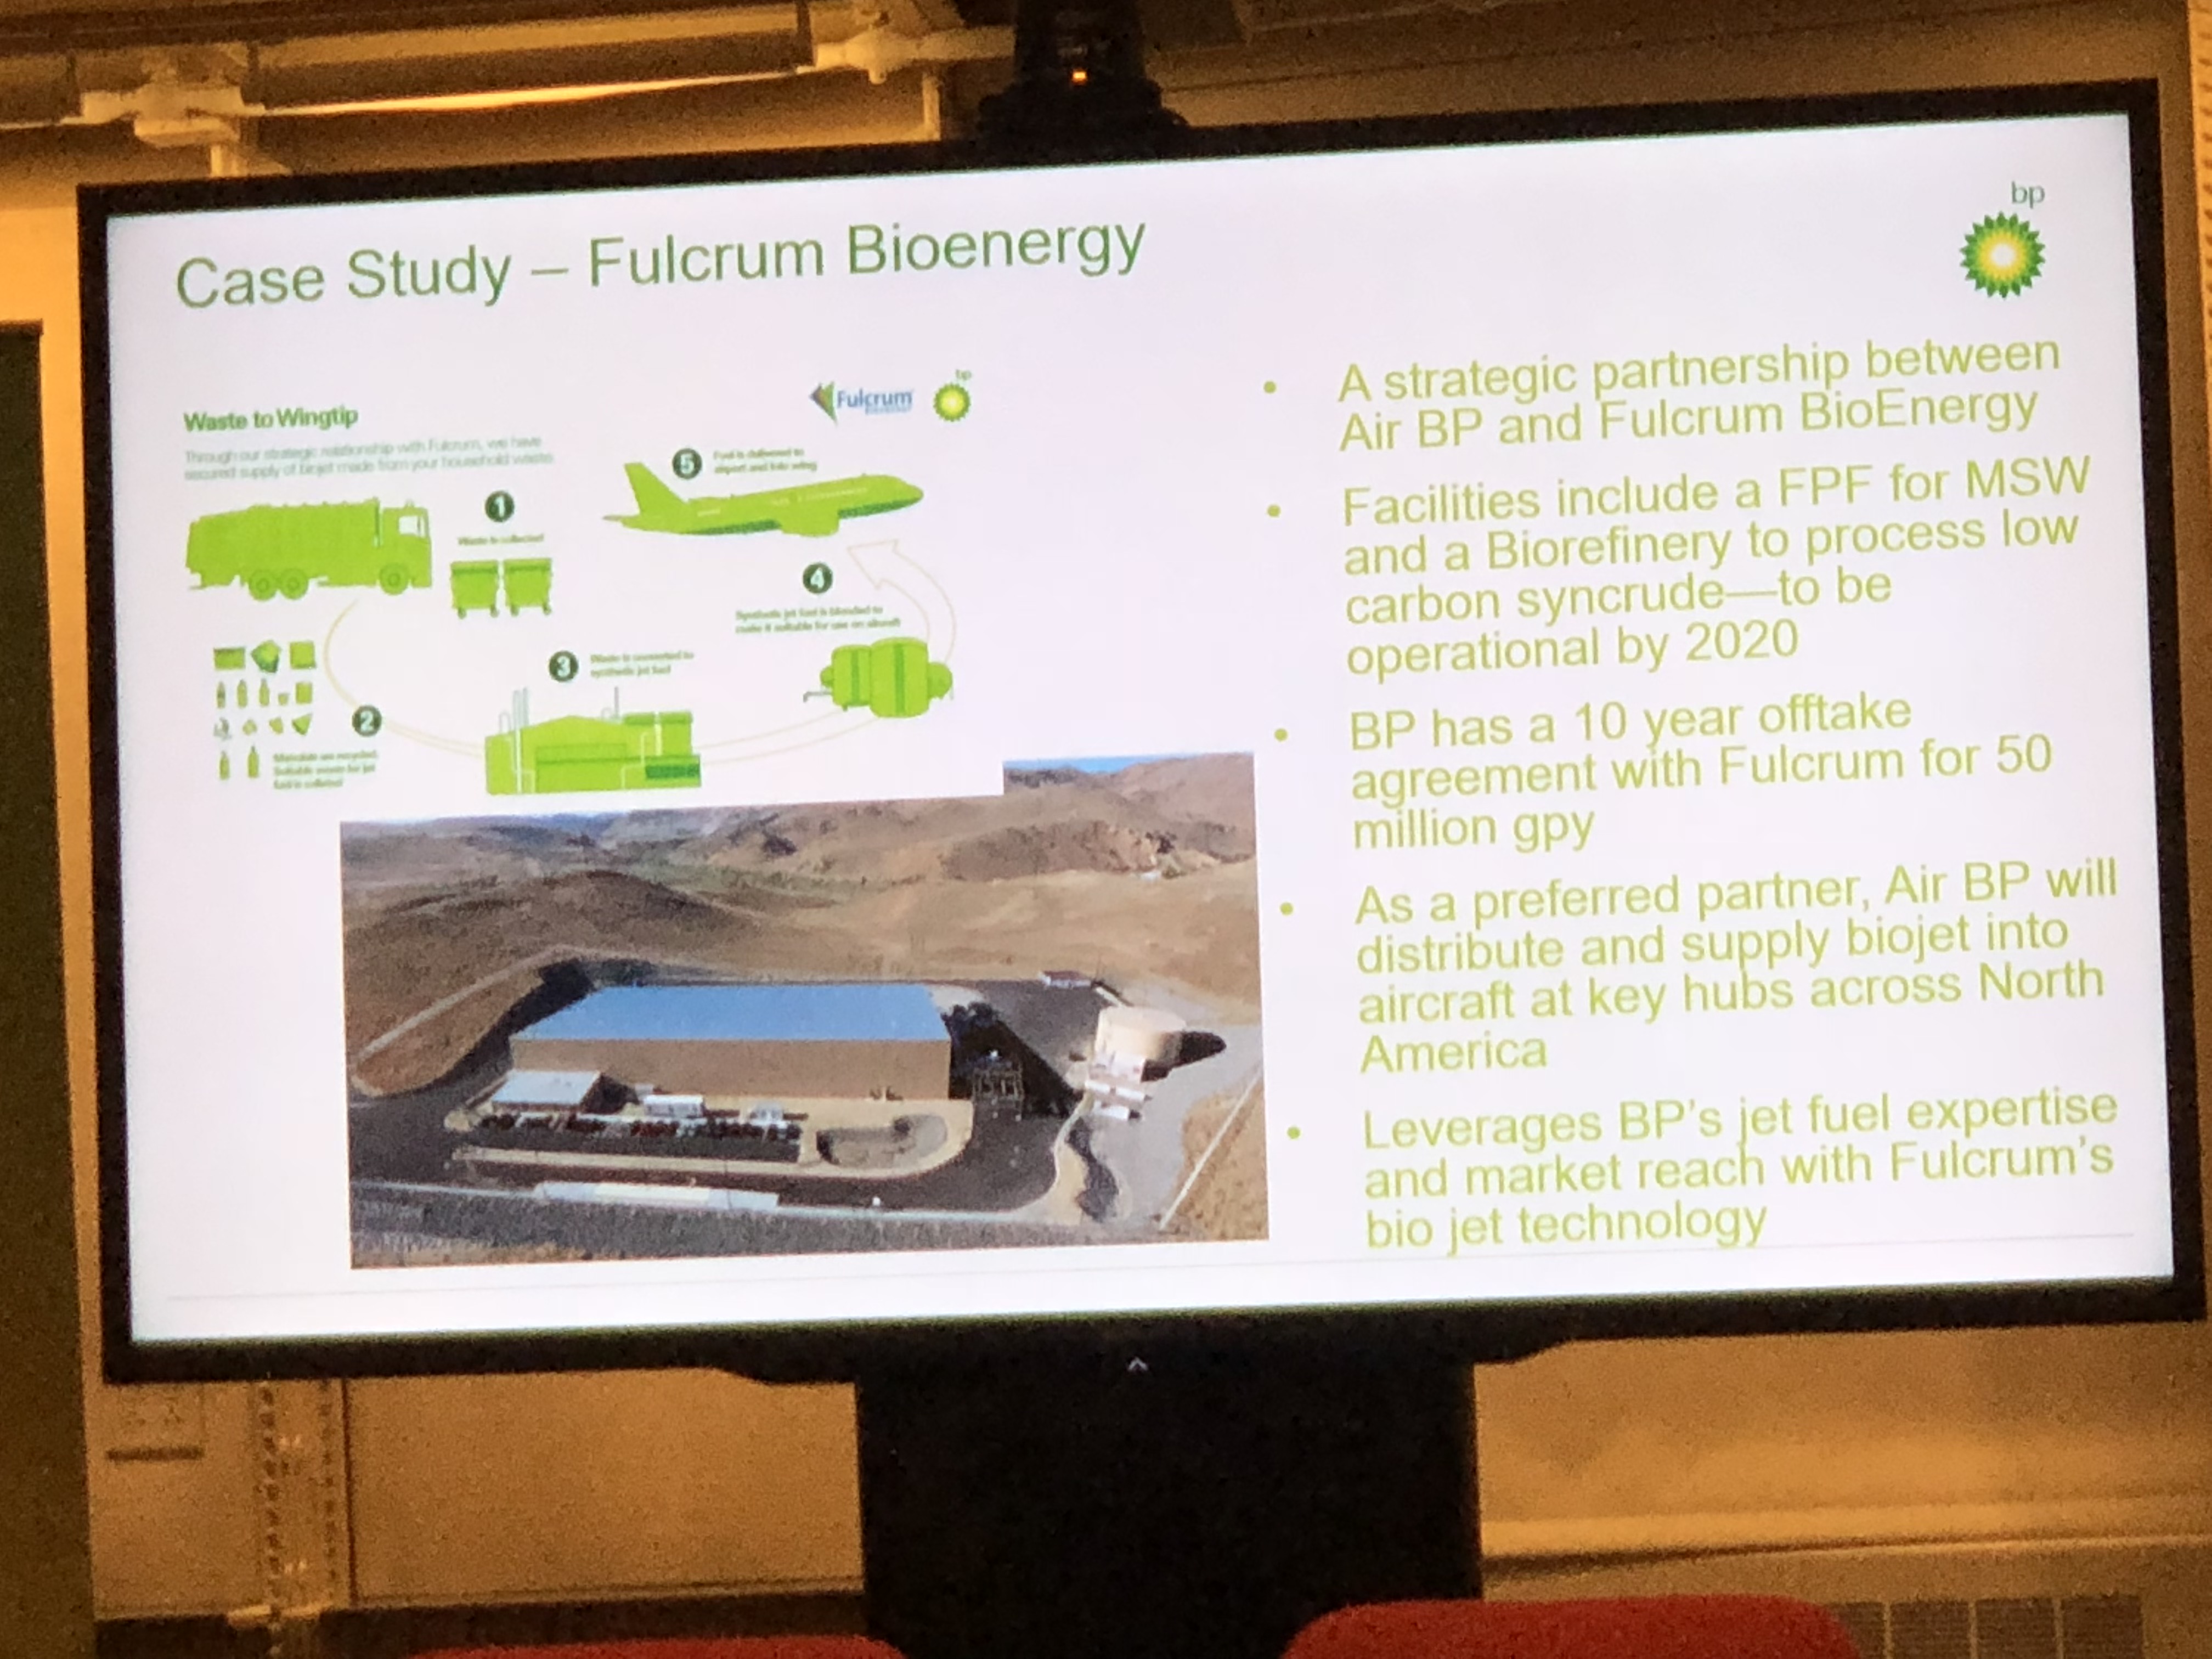 bp
Case Study – Fulcrum Bioenergy
Fulcrum
bp
Waste to Wingtip
Through our strategic relationship with Fulcrum, we have
secured supply of biojet made from your household waste
1
Waste is collected
5
Fuel is delivered to
airport and into wing
4
Synthetic jet fuel is blended to
make it suitable for use on aircraft
3
Waste is converted to
synthetic jet fuel
2
Materials are recycled.
Suitable waste for jet
fuel is collected
• A strategic partnership between
Air BP and Fulcrum BioEnergy
• Facilities include a FPF for MSW
and a Biorefinery to process low
carbon syncrude—to be
operational by 2020
• BP has a 10 year offtake
agreement with Fulcrum for 50
million gpy
• As a preferred partner, Air BP will
distribute and supply biojet into
aircraft at key hubs across North
America
• Leverages BP’s jet fuel expertise
and market reach with Fulcrum’s
bio jet technology